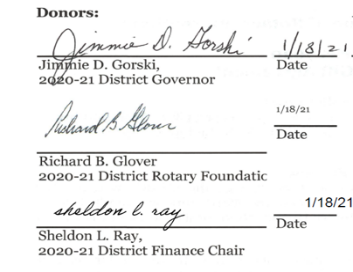 Donors:
Jimmie D. Gorski 1/18/21
Jimmie D. Gorski, Date
2020-21 District Governor
Richard B Glover 1/18/21
Date
Richard B. Glover
2020-21 District Rotary Foundatio
sheldon l. ray 1/18/21
Date
Sheldon L. Ray,
2020-21 District Finance Chair